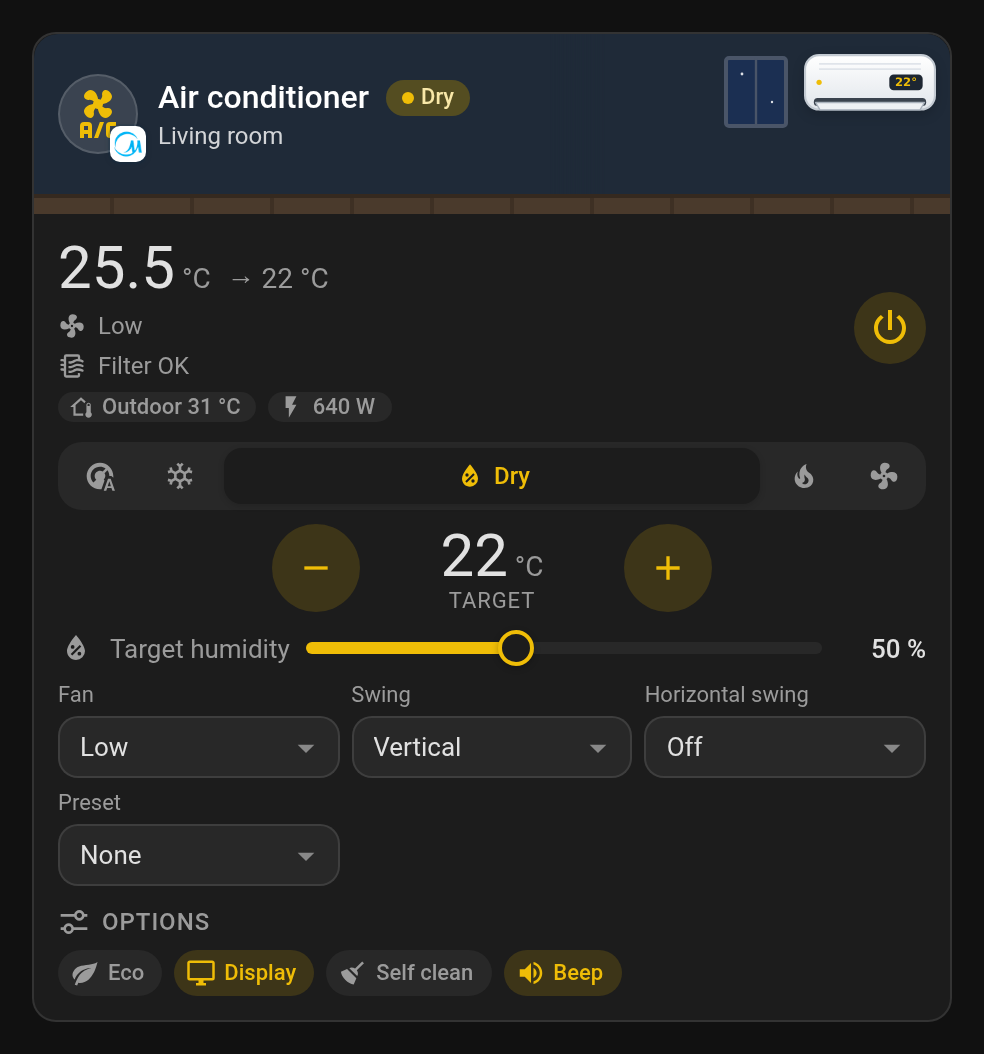 Air conditioner
Dry
A/C
Living room
22°
25.5 °C → 22 °C
Low
Filter OK
Outdoor 31 °C
640 W
A
Dry
22 °C
TARGET
Target humidity
50 %
Fan
Swing
Horizontal swing
Low
Vertical
Off
Preset
None
OPTIONS
Eco
Display
Self clean
Beep